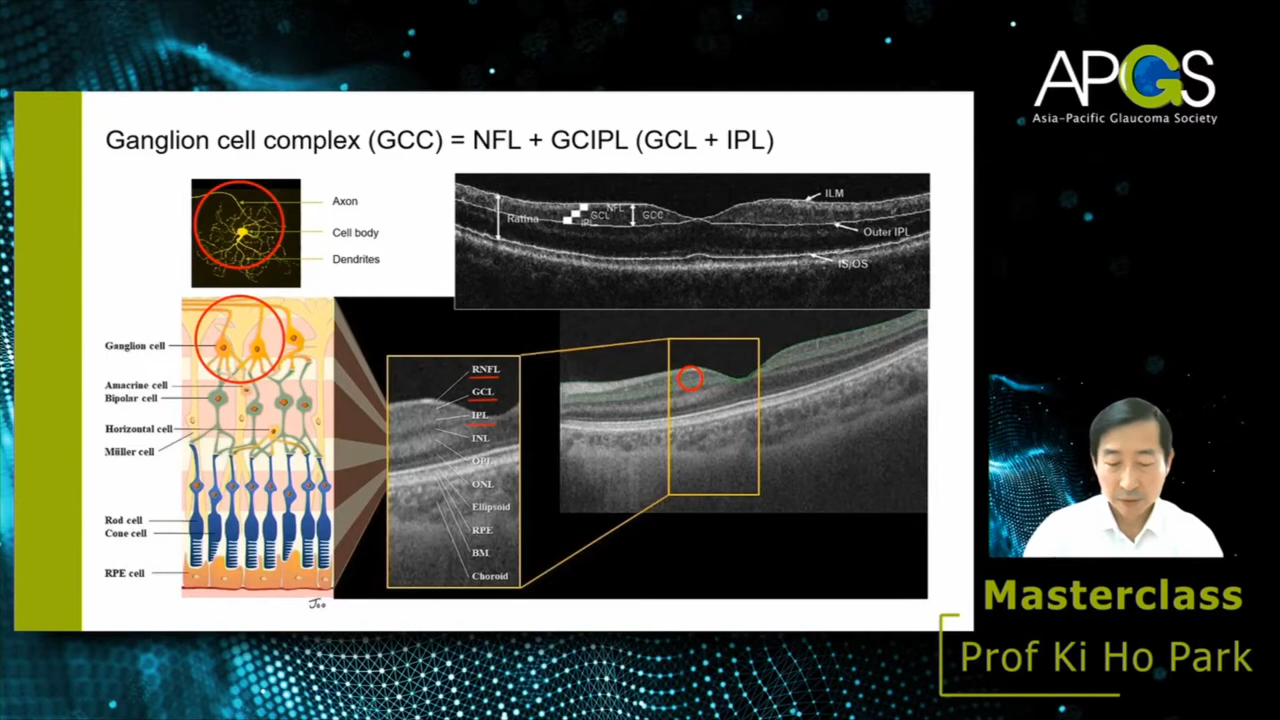 APGS
Asia-Pacific Glaucoma Society
Ganglion cell complex (GCC) = NFL + GCIPL (GCL + IPL)
Axon
Cell body
Dendrites
Retina
NFL
GCL
IPL
GCC
ILM
Outer IPL
IS/OS
Ganglion cell
Amacrine cell
Bipolar cell
Horizontal cell
Müller cell
Rod cell
Cone cell
RPE cell
Joo
RNFL
GCL
IPL
INL
OPL
ONL
Ellipsoid
RPE
BM
Choroid
Masterclass
Prof Ki Ho Park